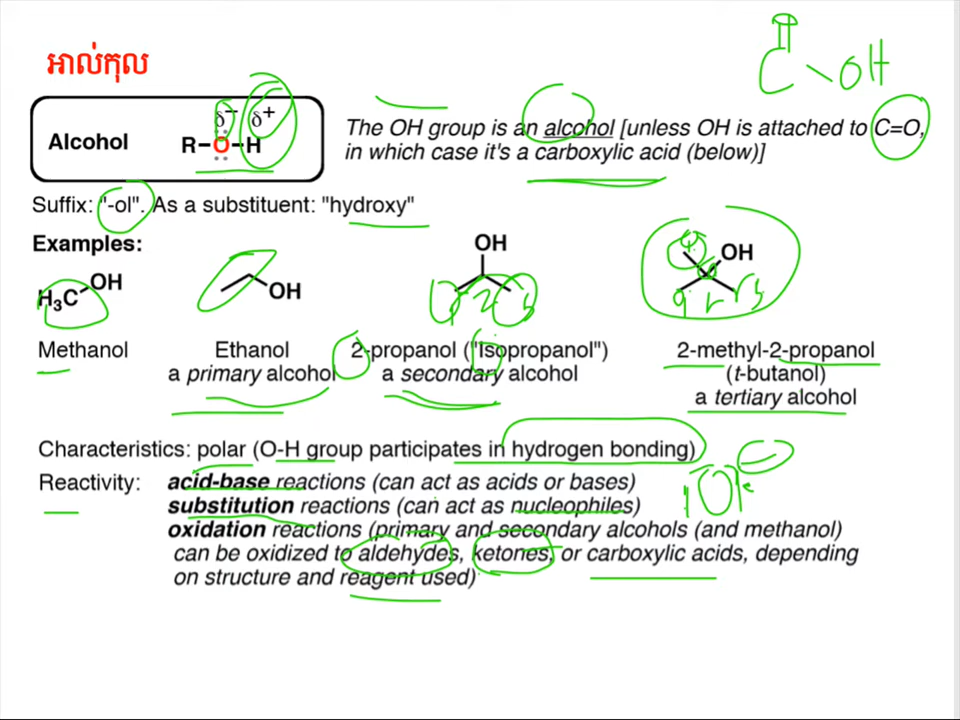 អាល់កុល
C OH
δ− δ+
Alcohol R–O–H
The OH group is an alcohol [unless OH is attached to C=O,
in which case it's a carboxylic acid (below)]
Suffix: "-ol". As a substituent: "hydroxy"
Examples:
H3C OH
OH
OH
OH
Methanol Ethanol 2-propanol ("Isopropanol") 2-methyl-2-propanol
a primary alcohol a secondary alcohol (t-butanol)
a tertiary alcohol
Characteristics: polar (O-H group participates in hydrogen bonding)
Reactivity: acid-base reactions (can act as acids or bases)
substitution reactions (can act as nucleophiles)
oxidation reactions (primary and secondary alcohols (and methanol)
can be oxidized to aldehydes, ketones, or carboxylic acids, depending
on structure and reagent used)